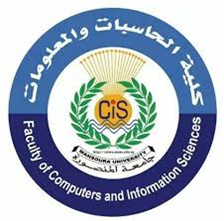 كلية الحاسبات والمعلومات
CiS
MANSOURA UNIVERSITY
جامعة المنصورة
Faculty of Computers and Information Sciences